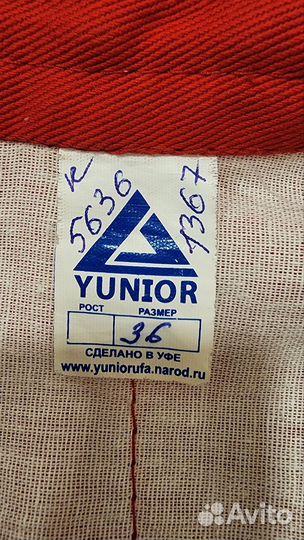 к 5636
1367
YUNIOR
РОСТ РАЗМЕР
36
СДЕЛАНО В УФЕ
www.yuniorufa.narod.ru
Avito